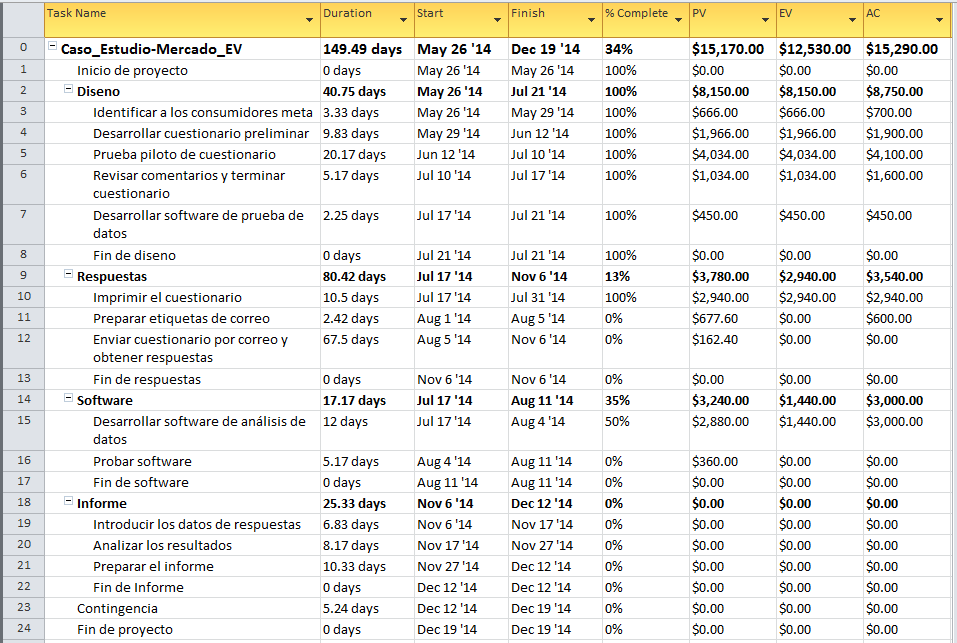 Task Name Duration Start Finish % Complete PV EV AC
0 Caso_Estudio-Mercado_EV 149.49 days May 26 '14 Dec 19 '14 34% $15,170.00 $12,530.00 $15,290.00
1 Inicio de proyecto 0 days May 26 '14 May 26 '14 100% $0.00 $0.00 $0.00
2 Diseno 40.75 days May 26 '14 Jul 21 '14 100% $8,150.00 $8,150.00 $8,750.00
3 Identificar a los consumidores meta 3.33 days May 26 '14 May 29 '14 100% $666.00 $666.00 $700.00
4 Desarrollar cuestionario preliminar 9.83 days May 29 '14 Jun 12 '14 100% $1,966.00 $1,966.00 $1,900.00
5 Prueba piloto de cuestionario 20.17 days Jun 12 '14 Jul 10 '14 100% $4,034.00 $4,034.00 $4,100.00
6 Revisar comentarios y terminar 5.17 days Jul 10 '14 Jul 17 '14 100% $1,034.00 $1,034.00 $1,600.00
cuestionario
7 Desarrollar software de prueba de 2.25 days Jul 17 '14 Jul 21 '14 100% $450.00 $450.00 $450.00
datos
8 Fin de diseno 0 days Jul 21 '14 Jul 21 '14 100% $0.00 $0.00 $0.00
9 Respuestas 80.42 days Jul 17 '14 Nov 6 '14 13% $3,780.00 $2,940.00 $3,540.00
10 Imprimir el cuestionario 10.5 days Jul 17 '14 Jul 31 '14 100% $2,940.00 $2,940.00 $2,940.00
11 Preparar etiquetas de correo 2.42 days Aug 1 '14 Aug 5 '14 0% $677.60 $0.00 $600.00
12 Enviar cuestionario por correo y 67.5 days Aug 5 '14 Nov 6 '14 0% $162.40 $0.00 $0.00
obtener respuestas
13 Fin de respuestas 0 days Nov 6 '14 Nov 6 '14 0% $0.00 $0.00 $0.00
14 Software 17.17 days Jul 17 '14 Aug 11 '14 35% $3,240.00 $1,440.00 $3,000.00
15 Desarrollar software de análisis de 12 days Jul 17 '14 Aug 4 '14 50% $2,880.00 $1,440.00 $3,000.00
datos
16 Probar software 5.17 days Aug 4 '14 Aug 11 '14 0% $360.00 $0.00 $0.00
17 Fin de software 0 days Aug 11 '14 Aug 11 '14 0% $0.00 $0.00 $0.00
18 Informe 25.33 days Nov 6 '14 Dec 12 '14 0% $0.00 $0.00 $0.00
19 Introducir los datos de respuestas 6.83 days Nov 6 '14 Nov 17 '14 0% $0.00 $0.00 $0.00
20 Analizar los resultados 8.17 days Nov 17 '14 Nov 27 '14 0% $0.00 $0.00 $0.00
21 Preparar el informe 10.33 days Nov 27 '14 Dec 12 '14 0% $0.00 $0.00 $0.00
22 Fin de Informe 0 days Dec 12 '14 Dec 12 '14 0% $0.00 $0.00 $0.00
23 Contingencia 5.24 days Dec 12 '14 Dec 19 '14 0% $0.00 $0.00 $0.00
24 Fin de proyecto 0 days Dec 19 '14 Dec 19 '14 0% $0.00 $0.00 $0.00